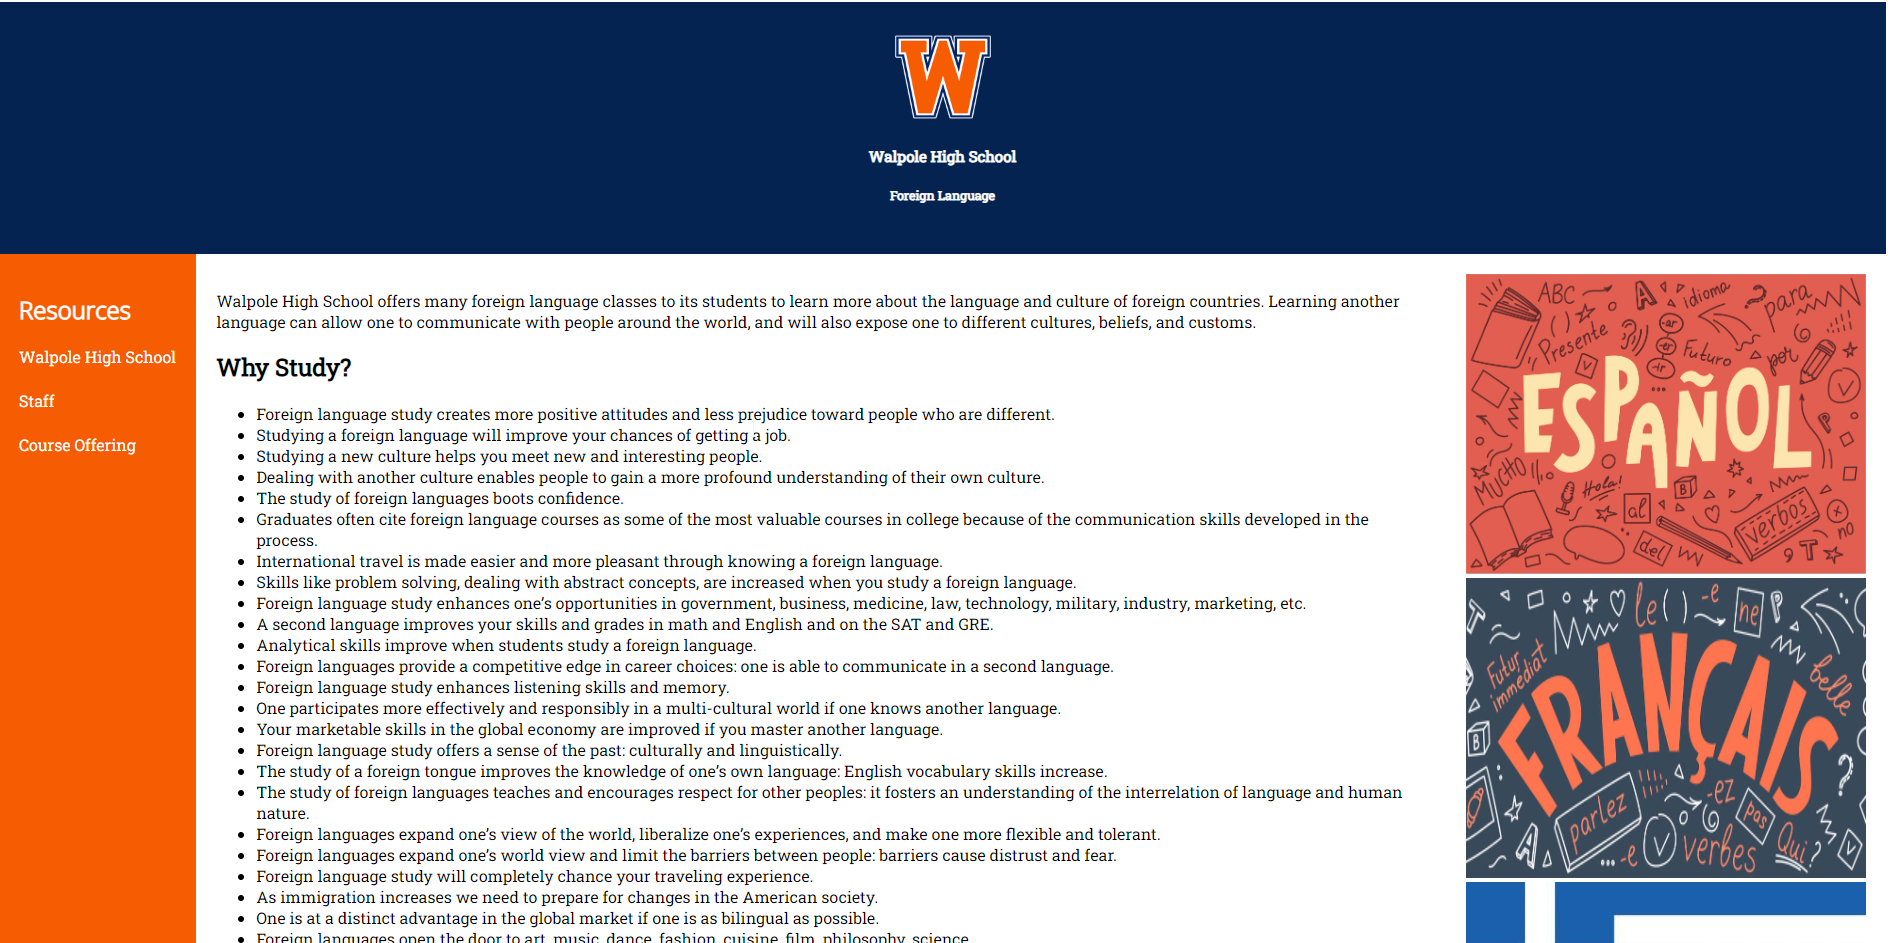 W
Walpole High School
Foreign Language
Resources
Walpole High School
Staff
Course Offering
Walpole High School offers many foreign language classes to its students to learn more about the language and culture of foreign countries. Learning another
language can allow one to communicate with people around the world, and will also expose one to different cultures, beliefs, and customs.
Why Study?
Foreign language study creates more positive attitudes and less prejudice toward people who are different.
Studying a foreign language will improve your chances of getting a job.
Studying a new culture helps you meet new and interesting people.
Dealing with another culture enables people to gain a more profound understanding of their own culture.
The study of foreign languages boots confidence.
Graduates often cite foreign language courses as some of the most valuable courses in college because of the communication skills developed in the
process.
International travel is made easier and more pleasant through knowing a foreign language.
Skills like problem solving, dealing with abstract concepts, are increased when you study a foreign language.
Foreign language study enhances one's opportunities in government, business, medicine, law, technology, military, industry, marketing, etc.
A second language improves your skills and grades in math and English and on the SAT and GRE.
Analytical skills improve when students study a foreign language.
Foreign languages provide a competitive edge in career choices: one is able to communicate in a second language.
Foreign language study enhances listening skills and memory.
One participates more effectively and responsibly in a multi-cultural world if one knows another language.
Your marketable skills in the global economy are improved if you master another language.
Foreign language study offers a sense of the past: culturally and linguistically.
The study of a foreign tongue improves the knowledge of one's own language: English vocabulary skills increase.
The study of foreign languages teaches and encourages respect for other peoples: it fosters an understanding of the interrelation of language and human
nature.
Foreign languages expand one's view of the world, liberalize one's experiences, and make one more flexible and tolerant.
Foreign languages expand one's world view and limit the barriers between people: barriers cause distrust and fear.
Foreign language study will completely chance your traveling experience.
As immigration increases we need to prepare for changes in the American society.
One is at a distinct advantage in the global market if one is as bilingual as possible.
Foreign languages open the door to art, music, dance, fashion, cuisine, film, philosophy, science
ABC
A
idioma
para
Presente
-ar
-er
-ir
Futuro
por
ESPAÑOL
P
MUCHO
Hola!
al
B
verbos
x
no
del
T
T
le
-e
ne
P
Futur
immédiat
belle
FRANÇAIS
B
parlez
-ez
pas
A
...-e
V
verbes
Qui?
V